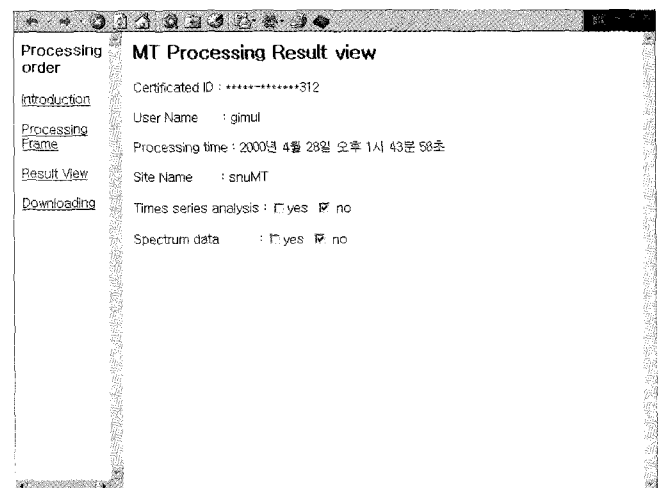 Processing
order
Introduction
Processing
Frame
Result View
Downloading
MT Processing Result view
Certificated ID : *************312
User Name : gimul
Processing time : 2000년 4월 28일 오후 1시 43분 58초
Site Name : snuMT
Times series analysis : yes no
Spectrum data : yes no